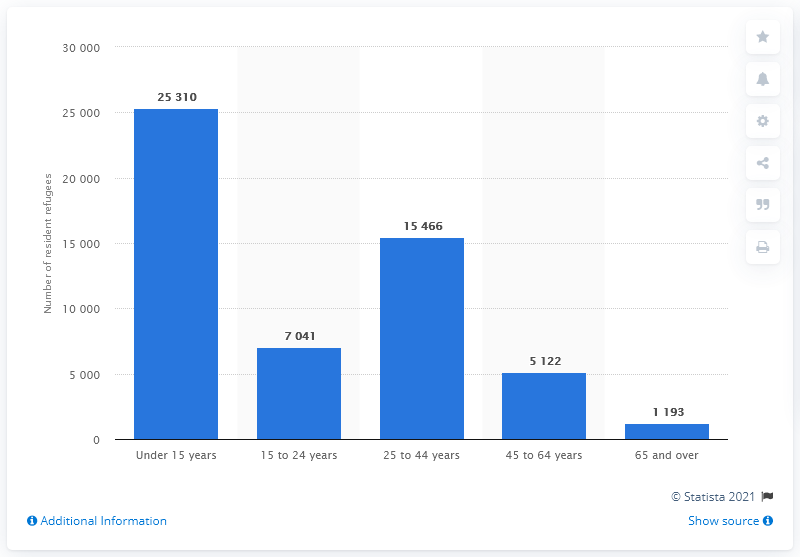 Number of resident refugees
30 000
25 000
20 000
15 000
10 000
5 000
0
25 310
7 041
15 466
5 122
1 193
Under 15 years
15 to 24 years
25 to 44 years
45 to 64 years
65 and over
© Statista 2021
Additional Information
Show source